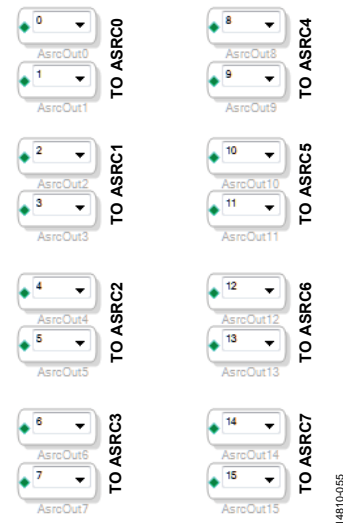 0
AsrcOut0
1
AsrcOut1
TO ASRC0
2
AsrcOut2
3
AsrcOut3
TO ASRC1
4
AsrcOut4
5
AsrcOut5
TO ASRC2
6
AsrcOut6
7
AsrcOut7
TO ASRC3
8
AsrcOut8
9
AsrcOut9
TO ASRC4
10
AsrcOut10
11
AsrcOut11
TO ASRC5
12
AsrcOut12
13
AsrcOut13
TO ASRC6
14
AsrcOut14
15
AsrcOut15
TO ASRC7
14810-055